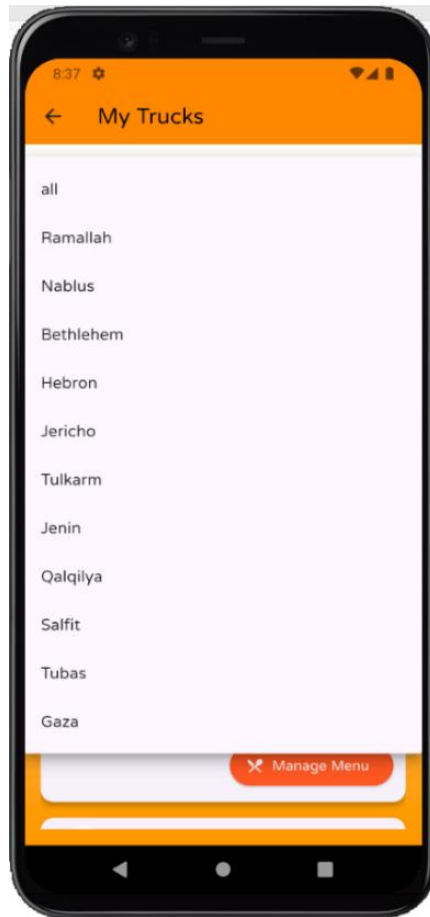 8:37
My Trucks
all
Ramallah
Nablus
Bethlehem
Hebron
Jericho
Tulkarm
Jenin
Qalqilya
Salfit
Tubas
Gaza
Manage Menu